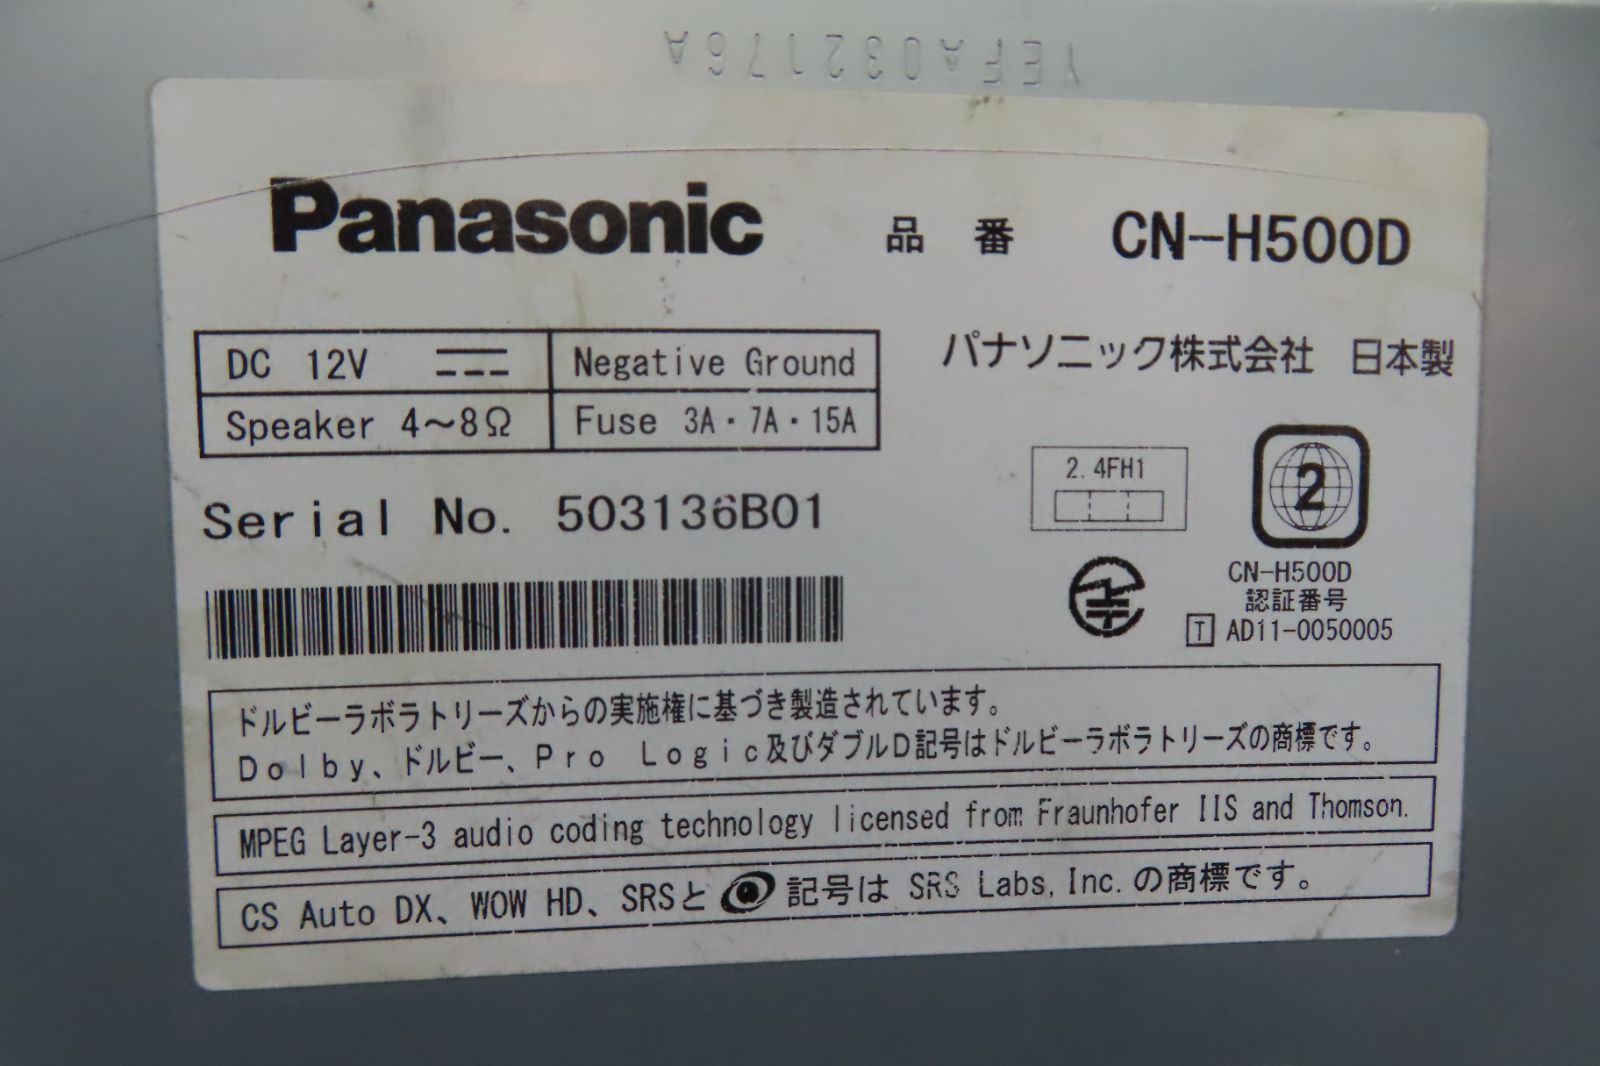 YEFA032176A
Panasonic 品番 CN-H500D
DC 12V Negative Ground
Speaker 4～8Ω Fuse 3A・7A・15A
パナソニック株式会社 日本製
Serial No. 503136B01
2.4FH1
2
CN-H500D
認証番号
T AD11-0050005
ドルビーラボラトリーズからの実施権に基づき製造されています。
Dolby、ドルビー、Pro Logic及びダブルD記号はドルビーラボラトリーズの商標です。
MPEG Layer-3 audio coding technology licensed from Fraunhofer IIS and Thomson.
CS Auto DX、WOW HD、SRSと 記号は SRS Labs, Inc. の商標です。